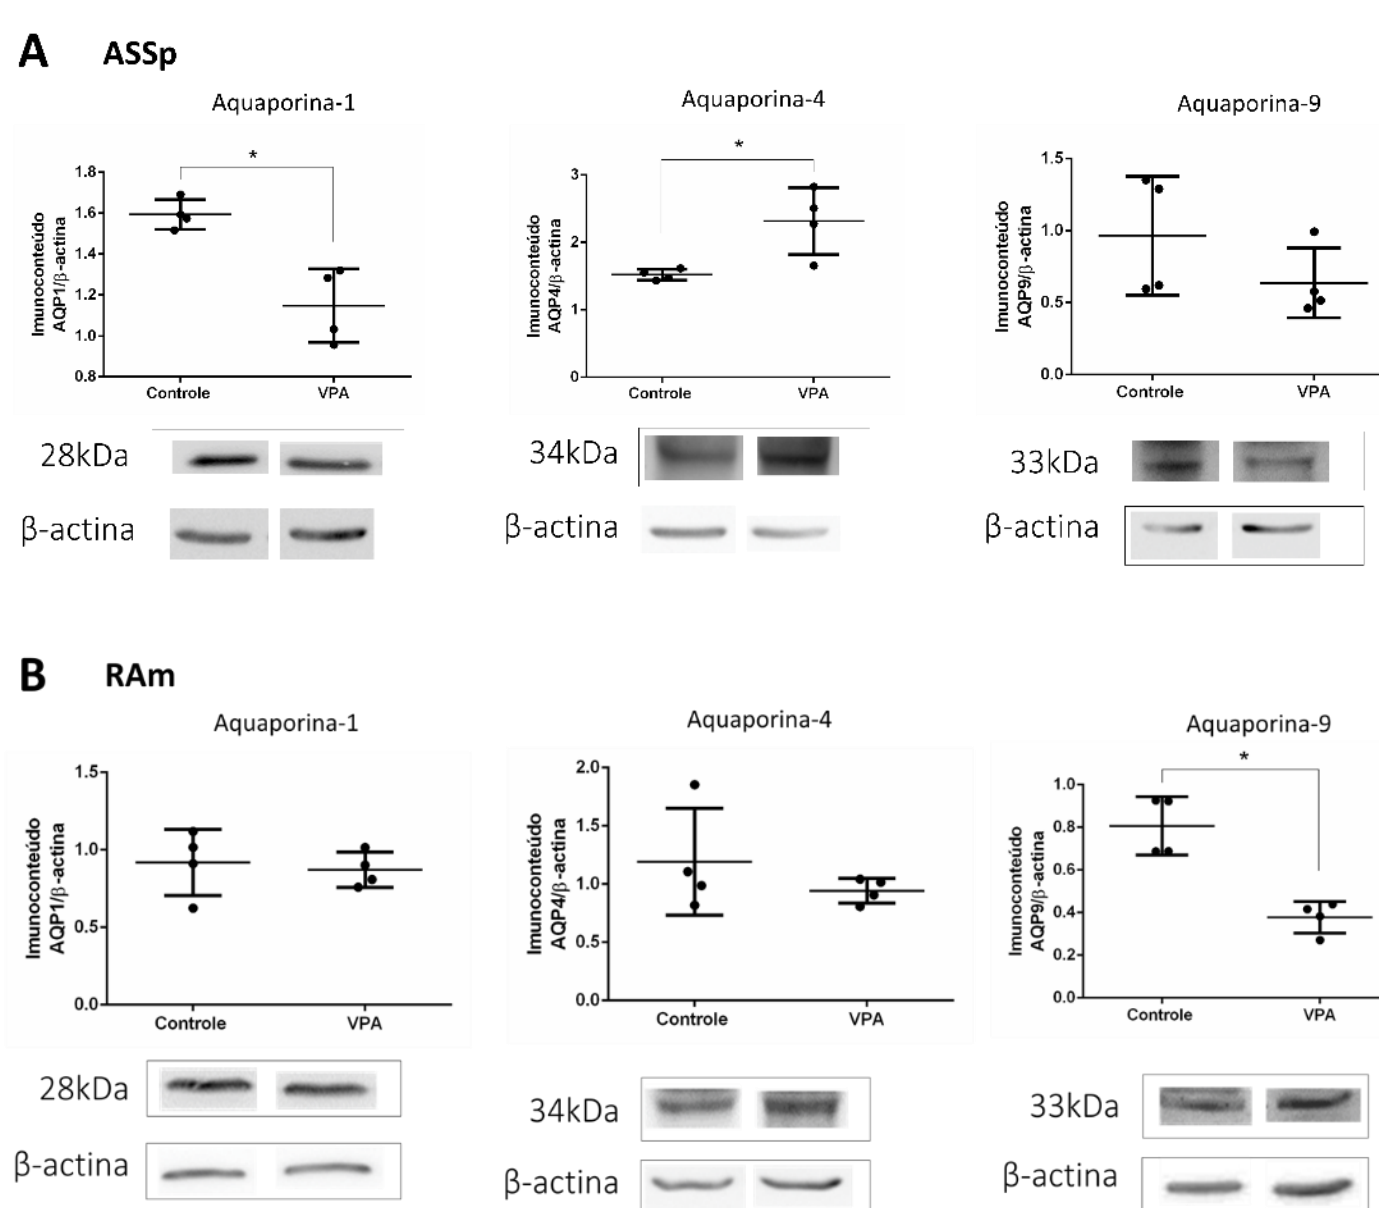 A ASSp
Aquaporina-1
*
Imunoconteúdo
AQP1/β-actina
1.8
1.6
1.4
1.2
1.0
0.8
Controle VPA
28kDa
β-actina
Aquaporina-4
*
Imunoconteúdo
AQP4/β-actina
3
2
1
0
Controle VPA
34kDa
β-actina
Aquaporina-9
Imunoconteúdo
AQP9/β-actina
1.5
1.0
0.5
0.0
Controle VPA
33kDa
β-actina
B RAm
Aquaporina-1
Imunoconteúdo
AQP1/β-actina
1.5
1.0
0.5
0.0
Controle VPA
28kDa
β-actina
Aquaporina-4
Imunoconteúdo
AQP4/β-actina
2.0
1.5
1.0
0.5
0.0
Controle VPA
34kDa
β-actina
Aquaporina-9
*
Imunoconteúdo
AQP9/β-actina
1.0
0.8
0.6
0.4
0.2
0.0
Controle VPA
33kDa
β-actina